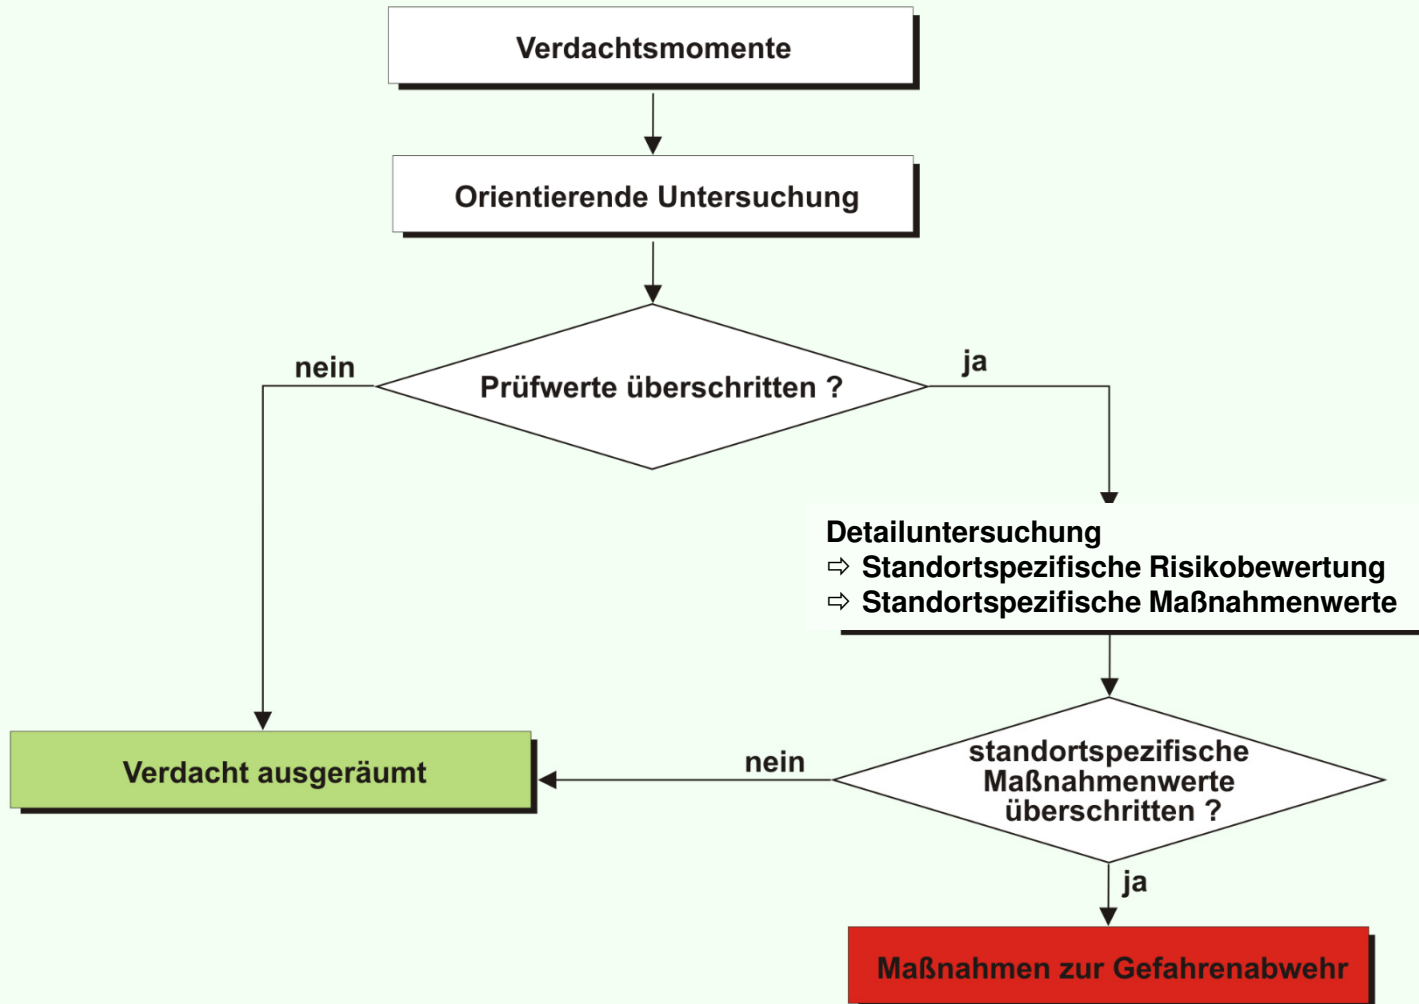 Verdachtsmomente
Orientierende Untersuchung
nein
ja
Prüfwerte überschritten ?
Detailuntersuchung
⇨ Standortspezifische Risikobewertung
⇨ Standortspezifische Maßnahmenwerte
Verdacht ausgeräumt
nein
standortspezifische
Maßnahmenwerte
überschritten ?
ja
Maßnahmen zur Gefahrenabwehr